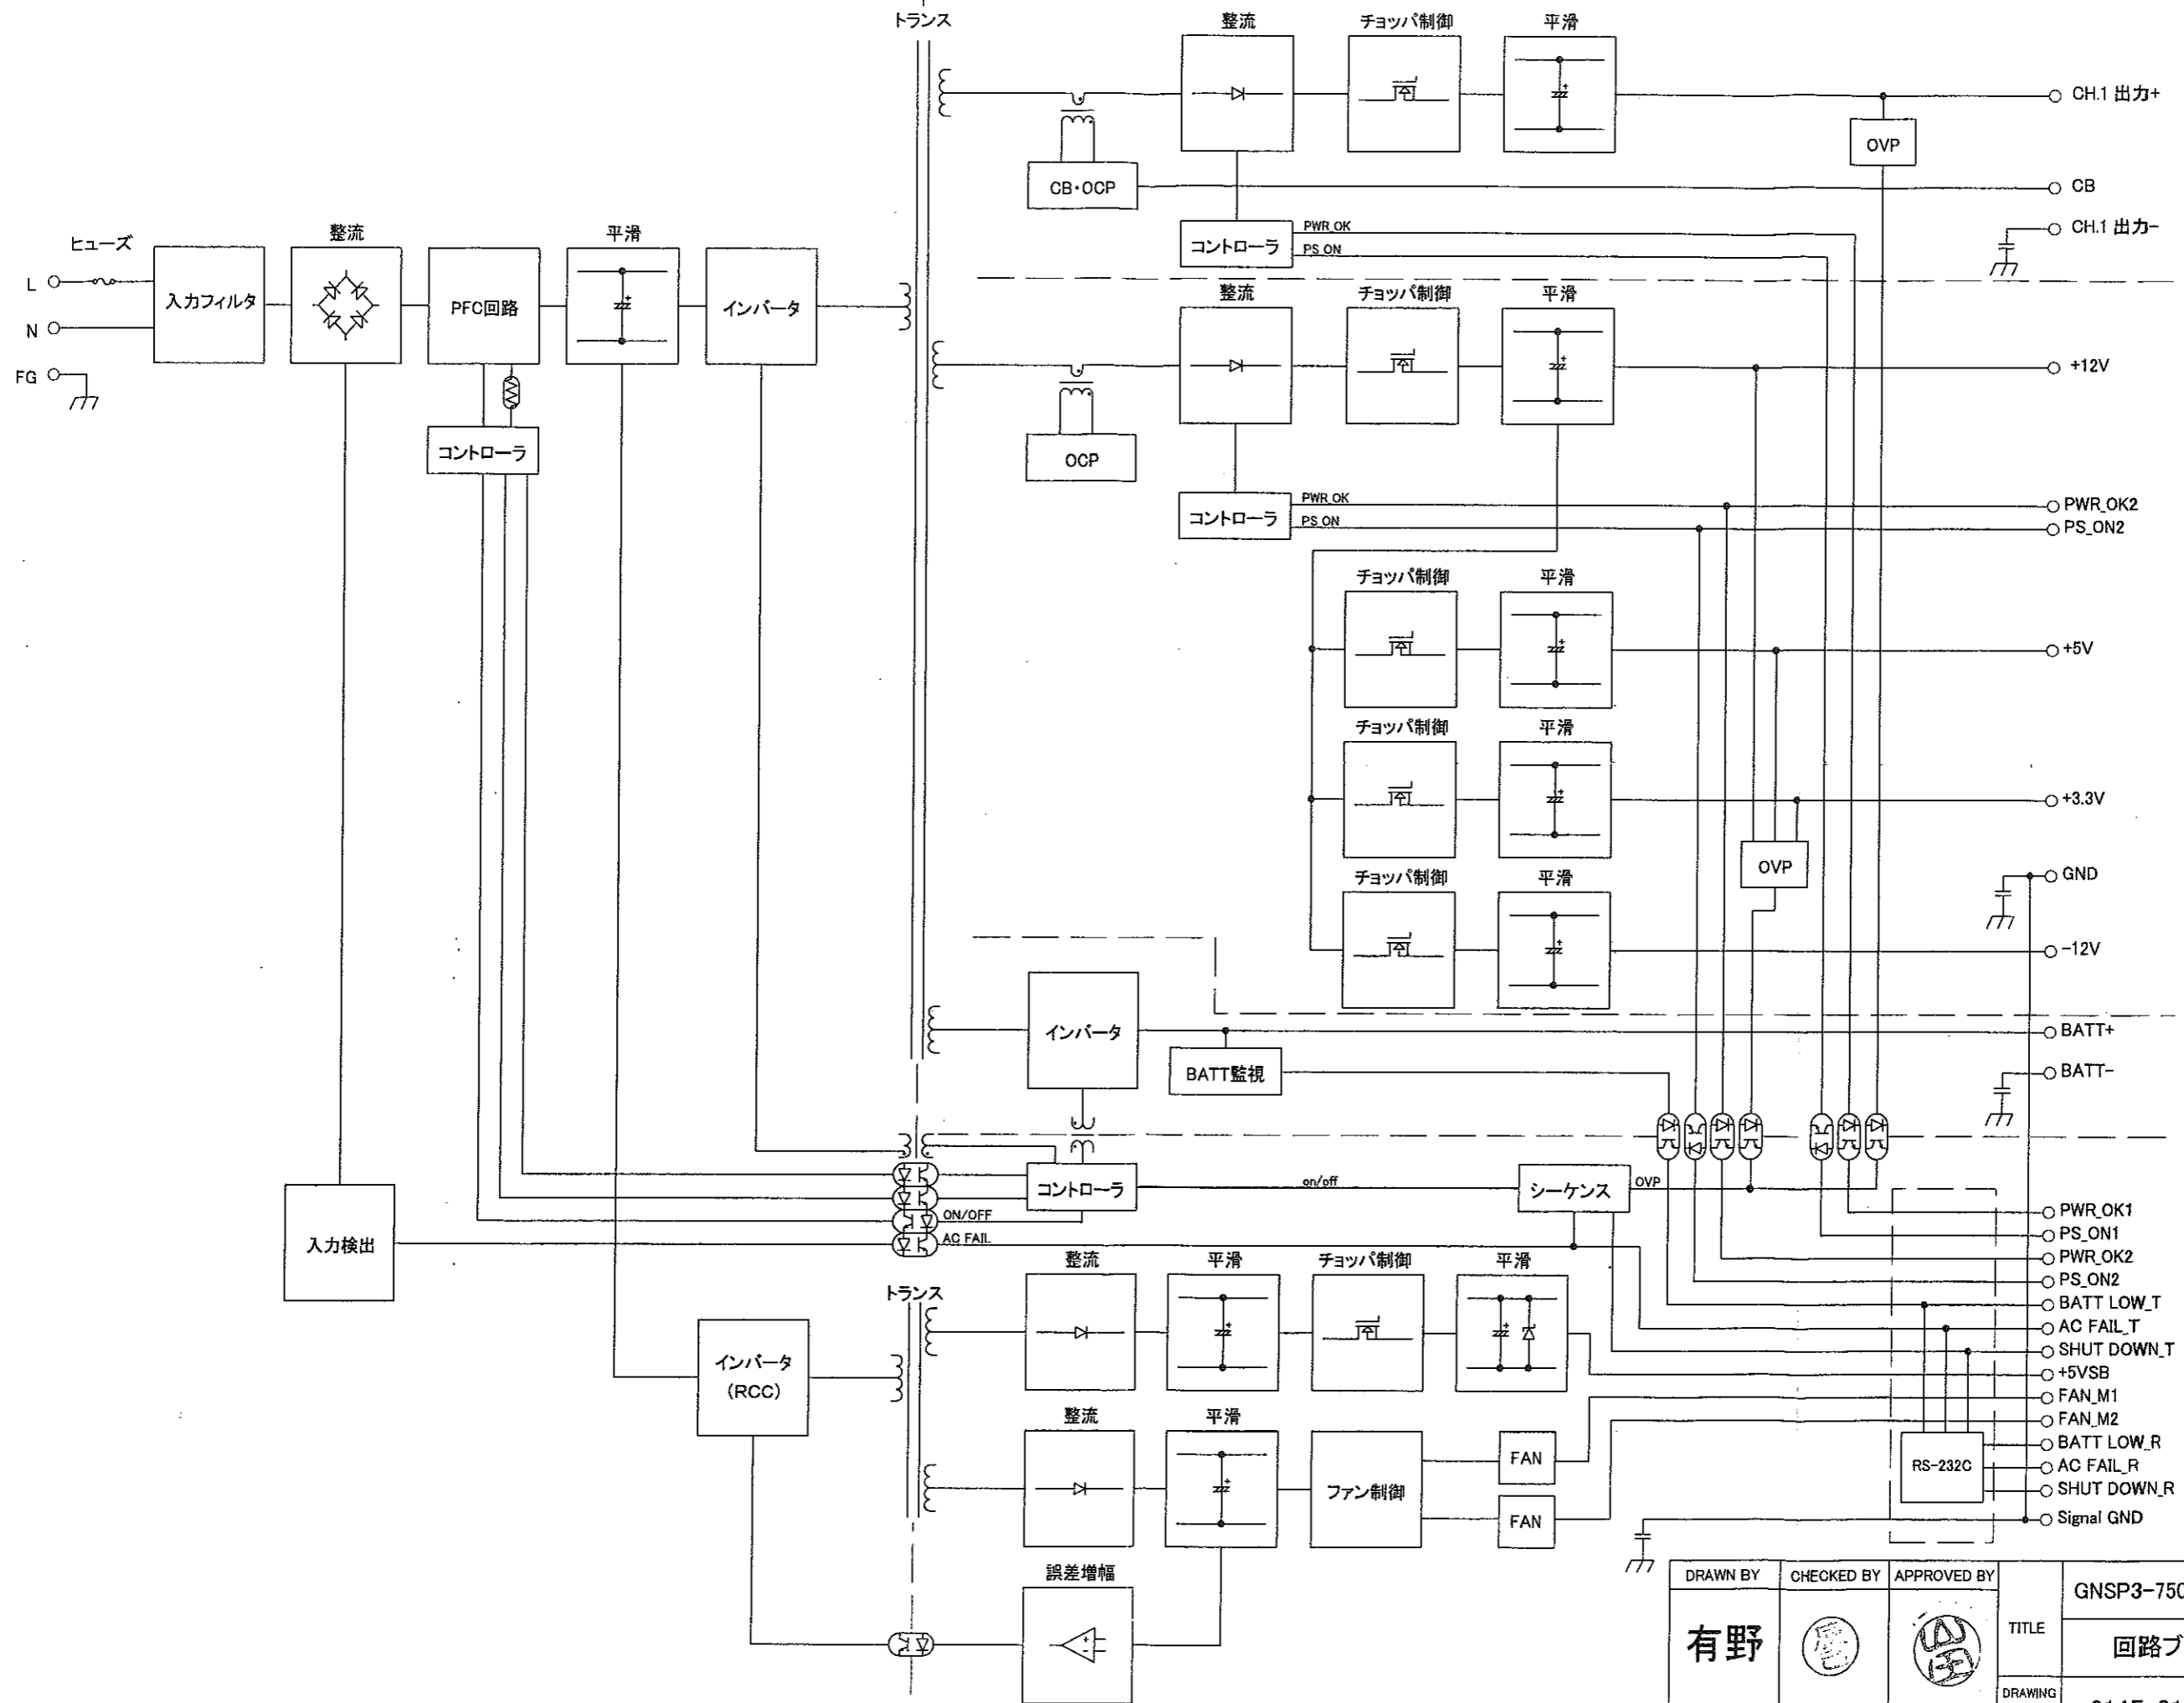 トランス
整流
チョッパ制御
平滑
CH.1 出力+
OVP
CB・OCP
CB
CH.1 出力-
コントローラ
PWR_OK
PS_ON
ヒューズ
整流
平滑
L
N
FG
入力フィルタ
PFC回路
インバータ
コントローラ
整流
チョッパ制御
平滑
+12V
OCP
コントローラ
PWR_OK
PS_ON
PWR_OK2
PS_ON2
チョッパ制御
平滑
+5V
チョッパ制御
平滑
+3.3V
OVP
GND
チョッパ制御
平滑
-12V
インバータ
BATT+
BATT監視
BATT-
コントローラ
on/off
シーケンス
OVP
ON/OFF
AC FAIL
入力検出
PWR_OK1
PS_ON1
PWR_OK2
PS_ON2
BATT LOW_T
AC FAIL_T
SHUT DOWN_T
+5VSB
FAN_M1
FAN_M2
BATT LOW_R
AC FAIL_R
SHUT DOWN_R
Signal GND
RS-232C
トランス
整流
平滑
チョッパ制御
平滑
インバータ
(RCC)
整流
平滑
ファン制御
FAN
FAN
誤差増幅
DRAWN BY
CHECKED BY
APPROVED BY
有野
TITLE
GNSP3-750
回路ブ
DRAWING